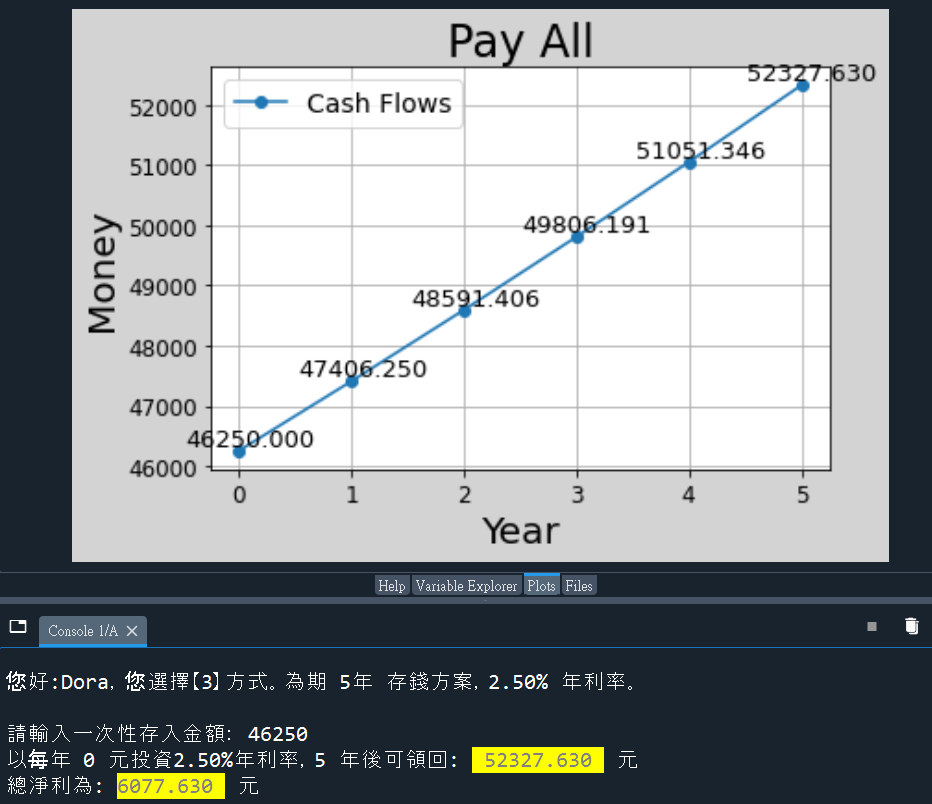 Pay All
52327.630
52000
Cash Flows
51051.346
51000
49806.191
50000
49000
48591.406
48000
47406.250
47000
46250.000
46000
Money
0 1 2 3 4 5
Year
Help Variable Explorer Plots Files
Console 1/A
您好:Dora, 您選擇【3】方式。為期 5年 存錢方案, 2.50% 年利率。
請輸入一次性存入金額: 46250
以每年 0 元投資2.50%年利率, 5 年後可領回: 52327.630 元
總淨利為: 6077.630 元